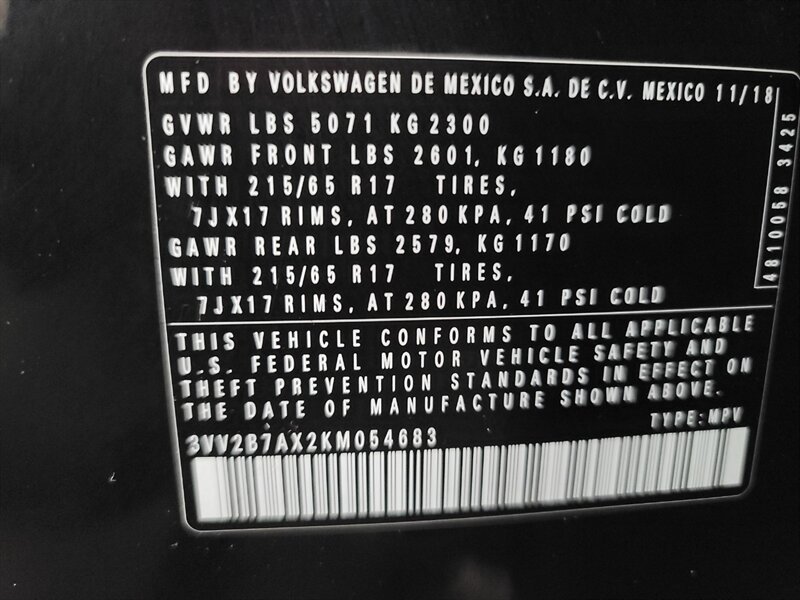 MFD BY VOLKSWAGEN DE MEXICO S.A. DE C.V. MEXICO 11/18
GVWR LBS 5071 KG 2300
GAWR FRONT LBS 2601, KG 1180
WITH 215/65 R17 TIRES,
7JX17 RIMS, AT 280 KPA, 41 PSI COLD
GAWR REAR LBS 2579, KG 1170
WITH 215/65 R17 TIRES,
7JX17 RIMS, AT 280 KPA, 41 PSI COLD
4810058 3425
THIS VEHICLE CONFORMS TO ALL APPLICABLE
U.S. FEDERAL MOTOR VEHICLE SAFETY AND
THEFT PREVENTION STANDARDS IN EFFECT ON
THE DATE OF MANUFACTURE SHOWN ABOVE.
TYPE: MPV
3VV2B7AX2KM054683